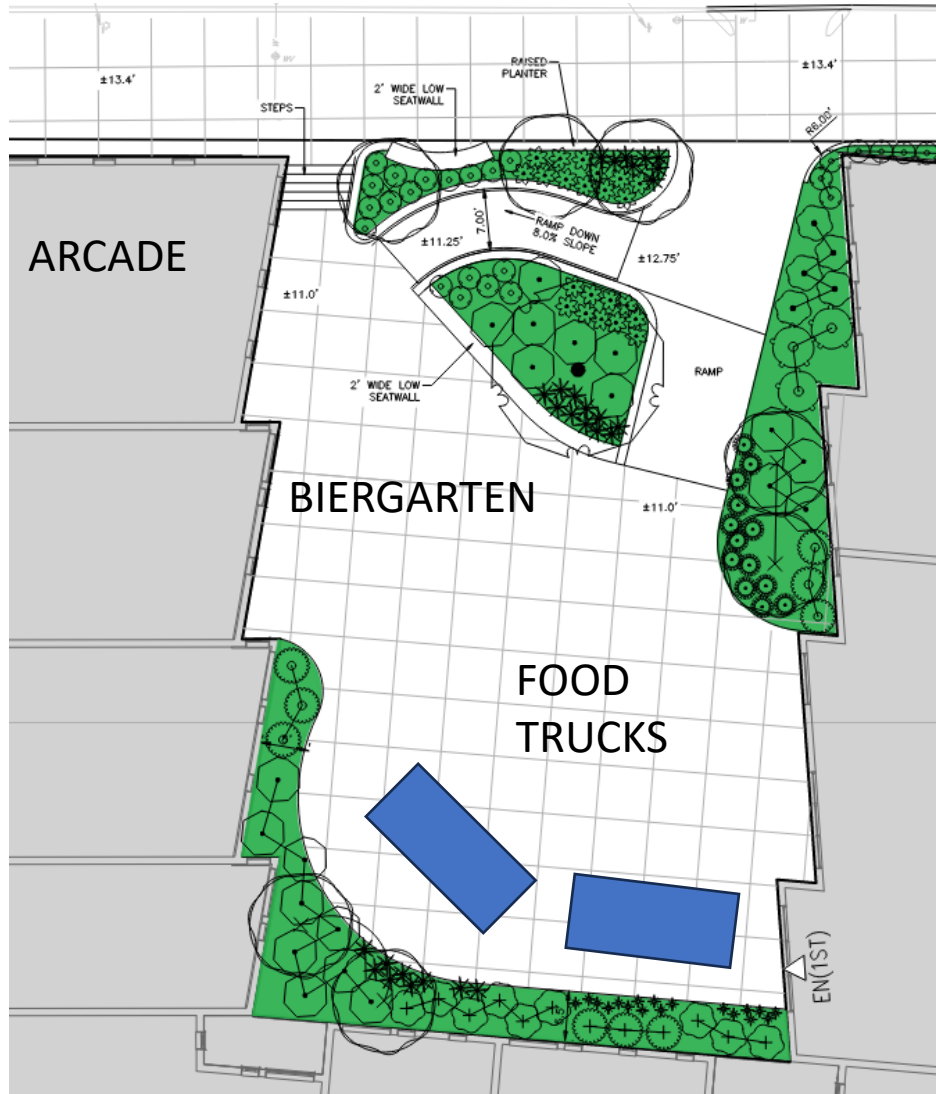 ±13.4'
RAISED
PLANTER
±13.4'
2' WIDE LOW
SEATWALL
STEPS
R6.00'
ARCADE
7.00'
RAMP DOWN
8.0% SLOPE
±11.25'
±12.75'
±11.0'
RAMP
2' WIDE LOW
SEATWALL
BIERGARTEN
±11.0'
FOOD
TRUCKS
EN(1ST)